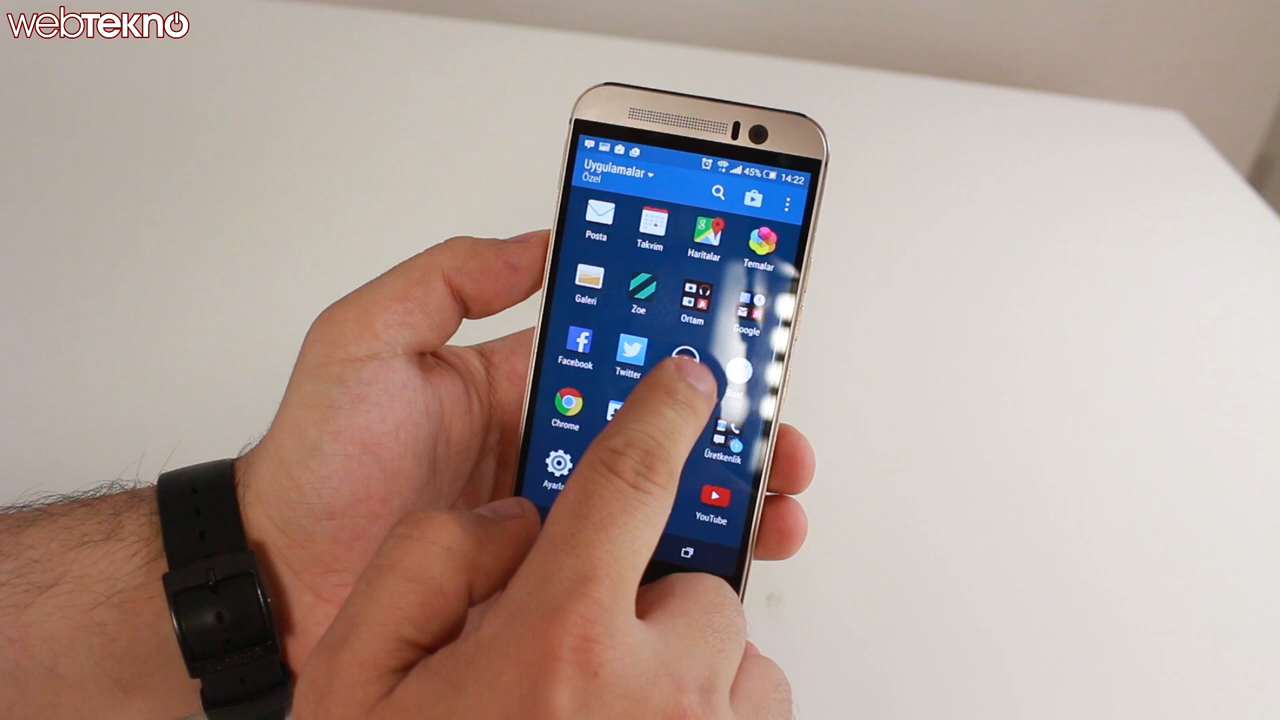 webTEKNO
45% 14:22
Uygulamalar
Özel
Posta
Takvim
Haritalar
Temalar
Galeri
Zoe
Ortam
Google
Facebook
Twitter
Chrome
Üretkenlik
YouTube